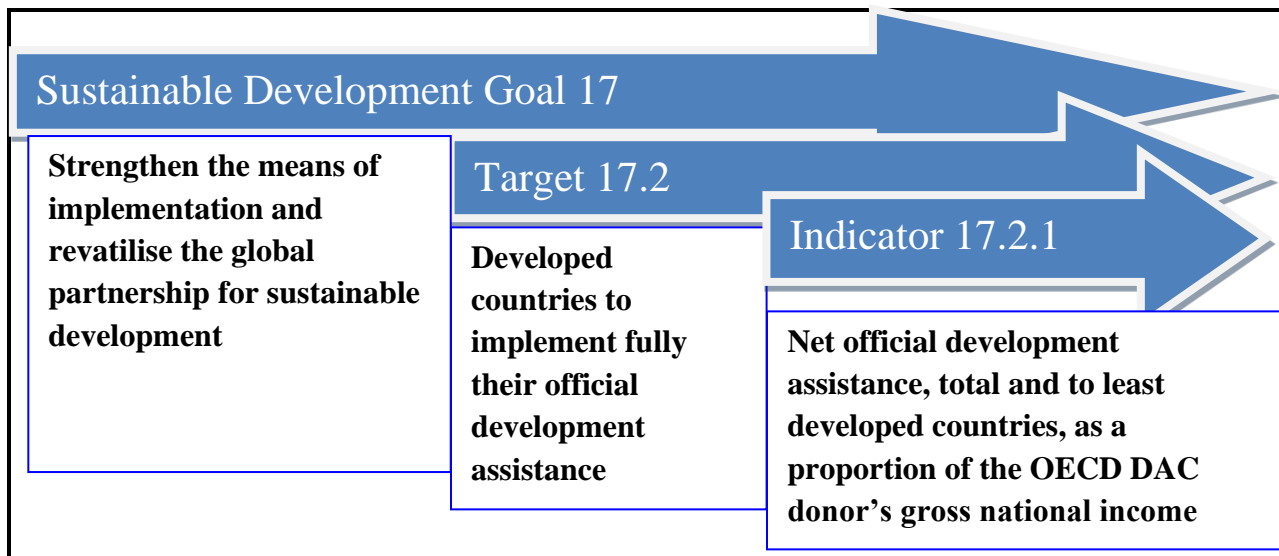 Sustainable Development Goal 17
Strengthen the means of
implementation and
revatilise the global
partnership for sustainable
development
Target 17.2
Developed
countries to
implement fully
their official
development
assistance
Indicator 17.2.1
Net official development
assistance, total and to least
developed countries, as a
proportion of the OECD DAC
donor’s gross national income